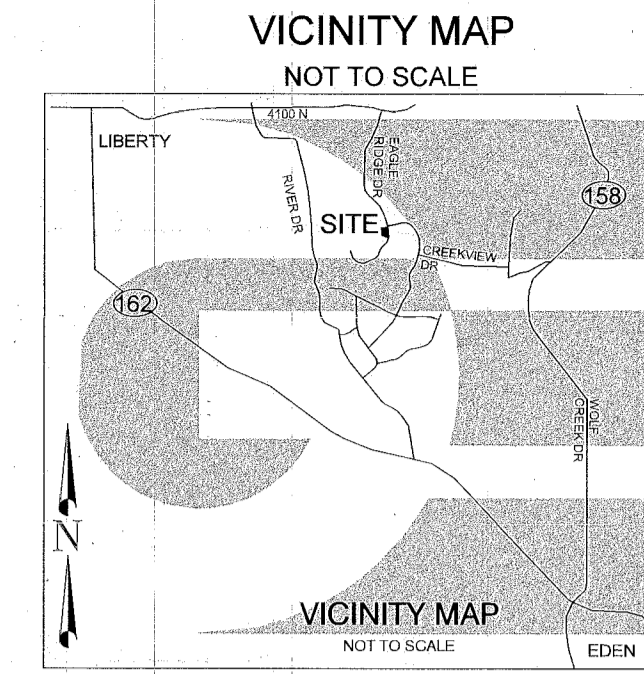 VICINITY MAP
NOT TO SCALE
4100 N
LIBERTY
EAGLE
RIDGE DR
RIVER DR
158
SITE
CREEKVIEW
DR
162
WOLF
CREEK DR
N
VICINITY MAP
NOT TO SCALE
EDEN